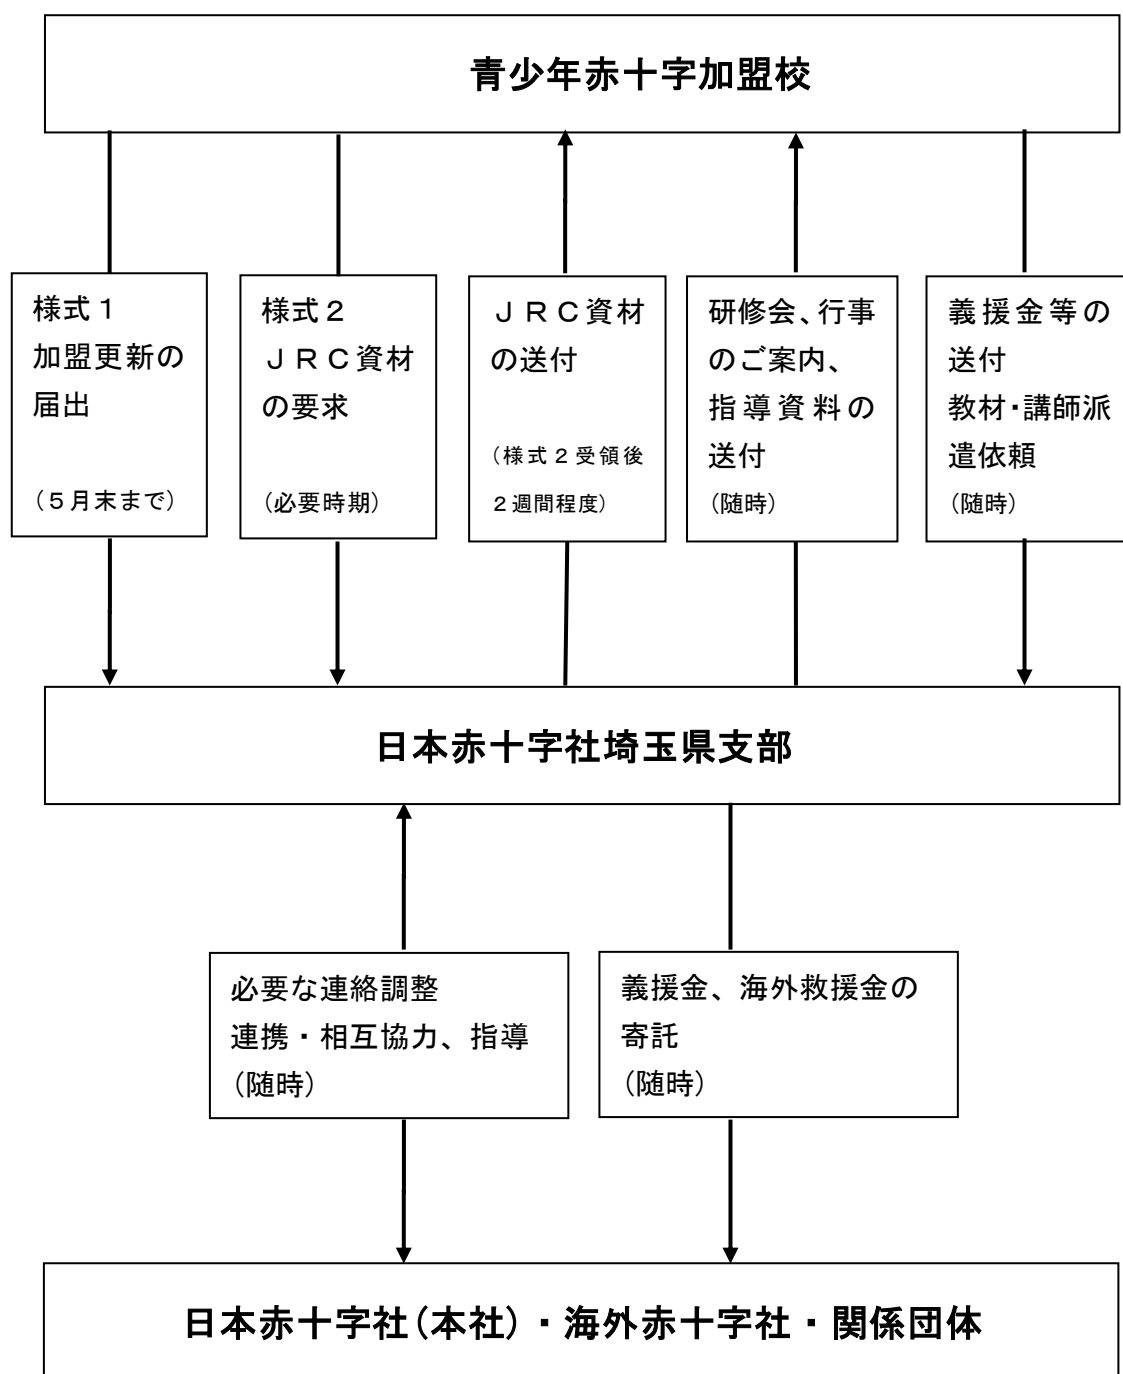 青少年赤十字加盟校
様式１
加盟更新の
届出
（５月末まで）
様式２
ＪＲＣ資材
の要求
（必要時期）
ＪＲＣ資材
の送付
（様式２受領後
２週間程度）
研修会、行事
のご案内、
指導資料の
送付
（随時）
義援金等の
送付
教材・講師派
遣依頼
（随時）
日本赤十字社埼玉県支部
必要な連絡調整
連携・相互協力、指導
（随時）
義援金、海外救援金の
寄託
（随時）
日本赤十字社（本社）・海外赤十字社・関係団体